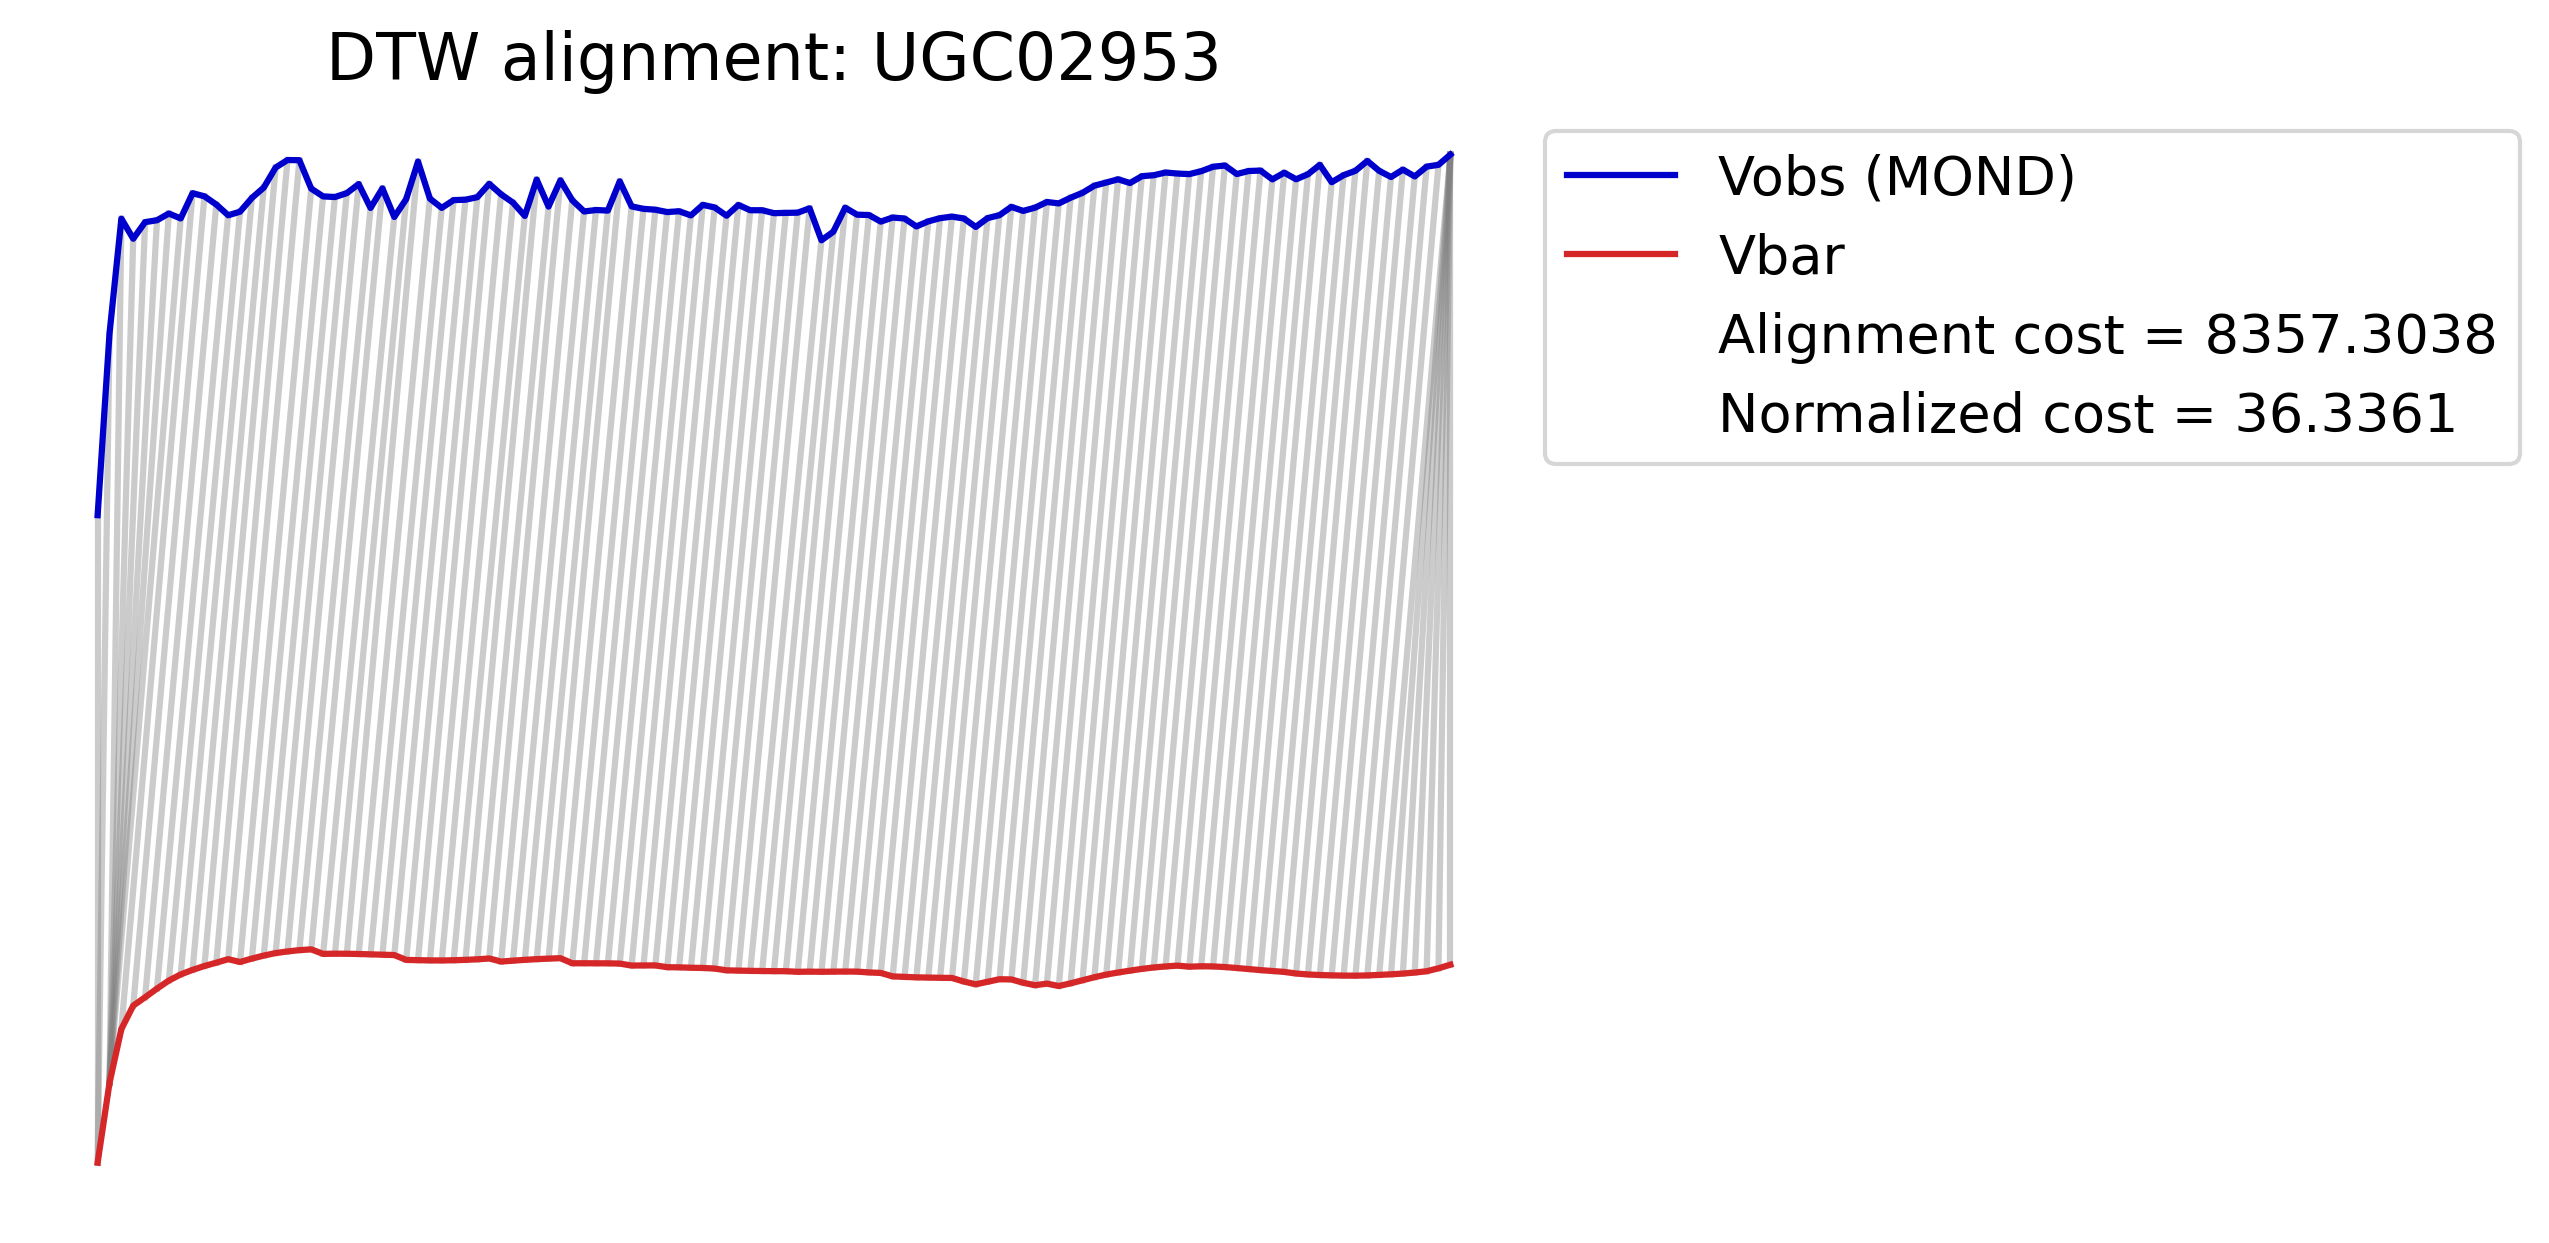 DTW alignment: UGC02953
Vobs (MOND)
Vbar
Alignment cost = 8357.3038
Normalized cost = 36.3361